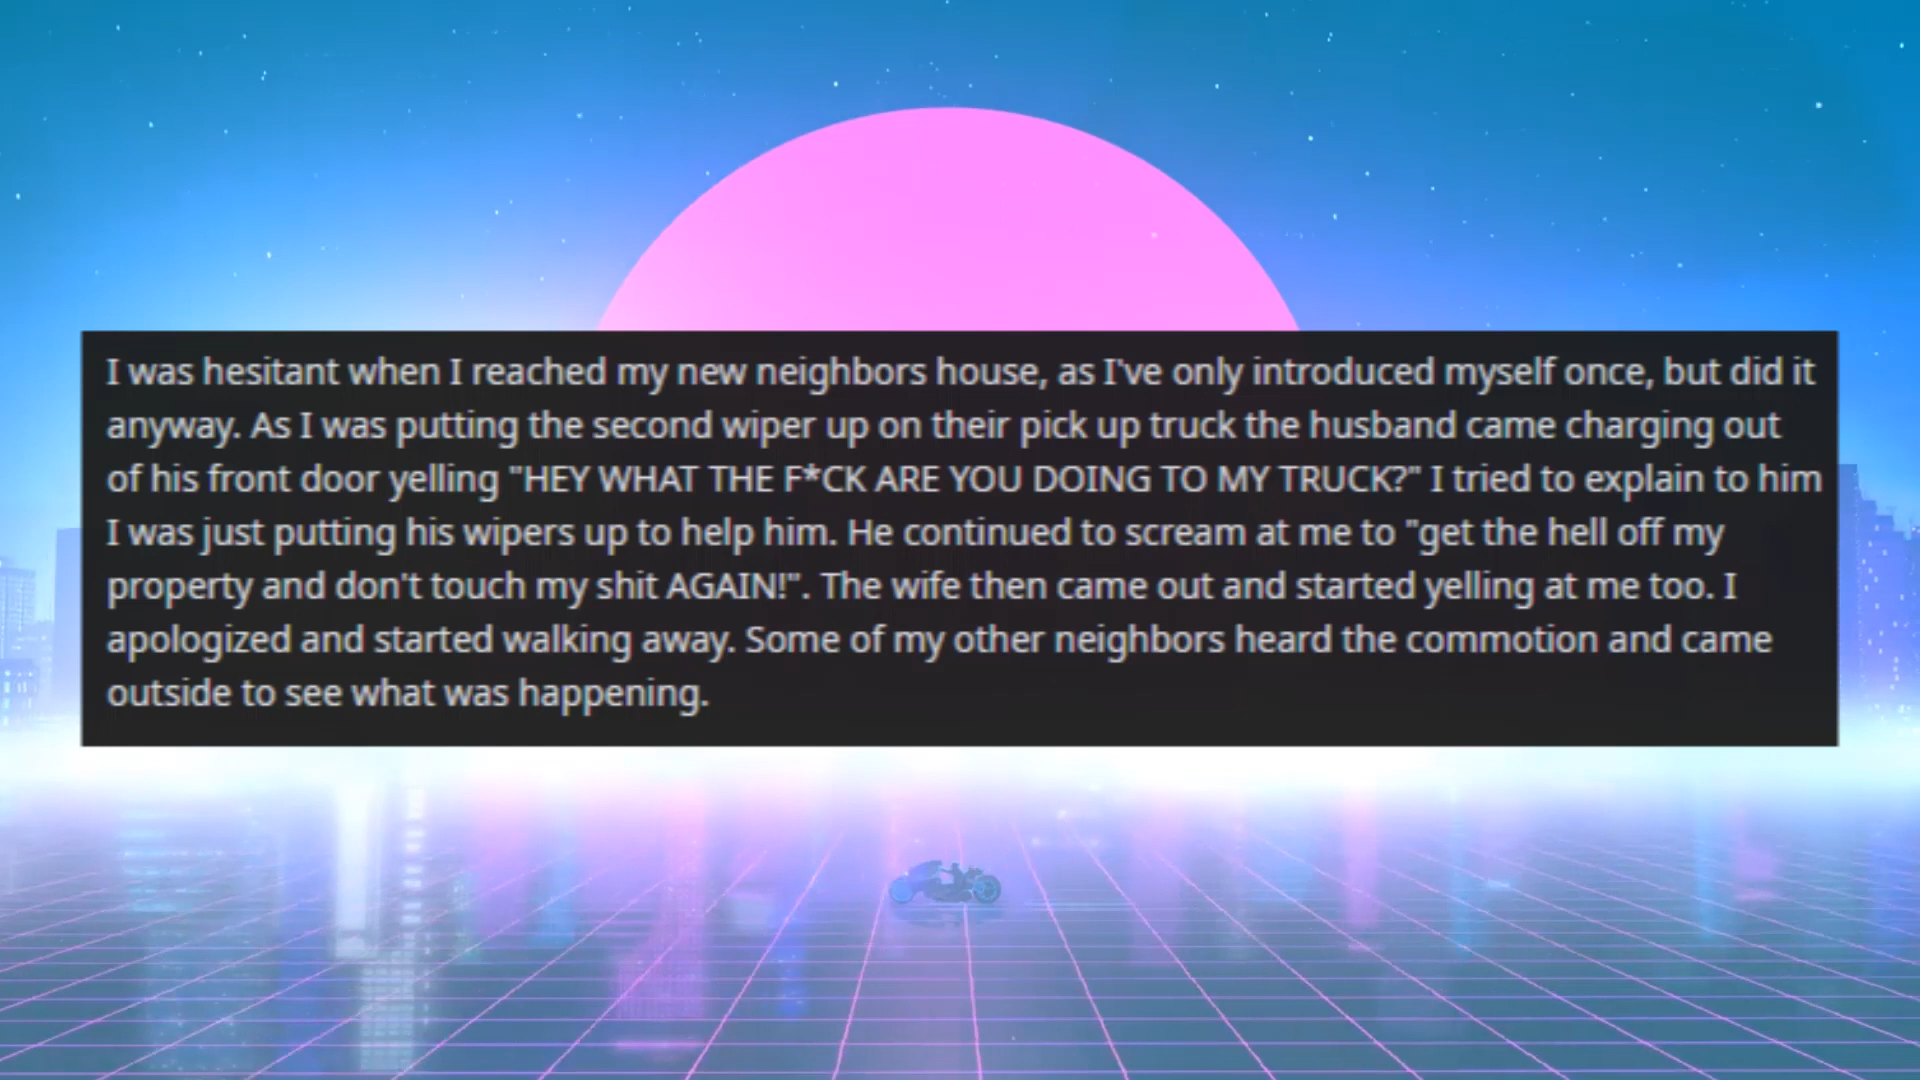 I was hesitant when I reached my new neighbors house, as I've only introduced myself once, but did it
anyway. As I was putting the second wiper up on their pick up truck the husband came charging out
of his front door yelling "HEY WHAT THE F*CK ARE YOU DOING TO MY TRUCK?" I tried to explain to him
I was just putting his wipers up to help him. He continued to scream at me to "get the hell off my
property and don't touch my shit AGAIN!". The wife then came out and started yelling at me too. I
apologized and started walking away. Some of my other neighbors heard the commotion and came
outside to see what was happening.